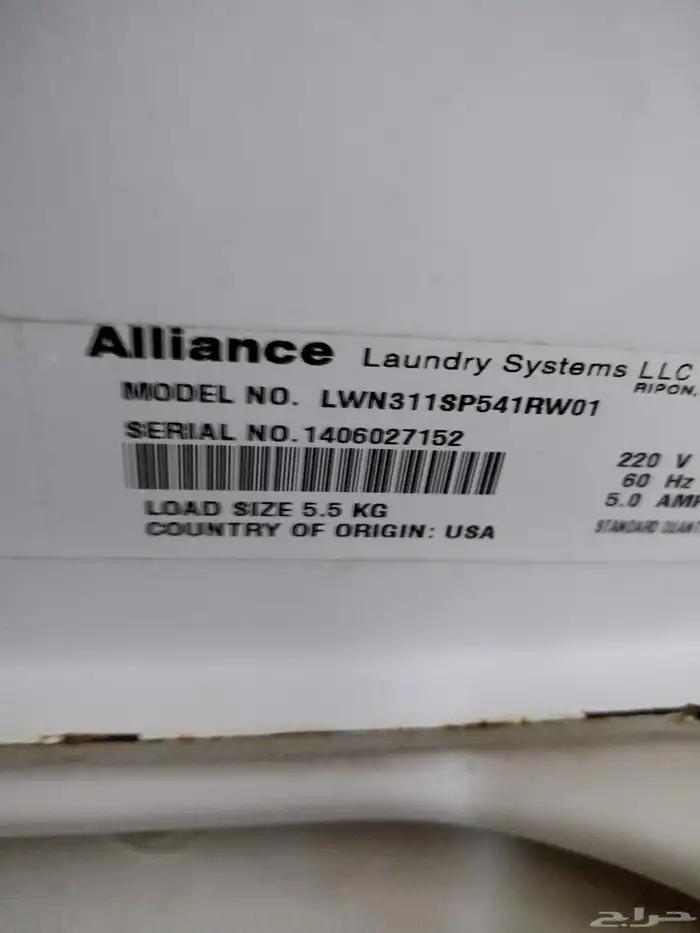 Alliance Laundry Systems LLC
RIPON,
MODEL NO. LWN311SP541RW01
SERIAL NO.1406027152
220 V
60 Hz
LOAD SIZE 5.5 KG
5.0 AMP
COUNTRY OF ORIGIN: USA
STANDARD
حراج